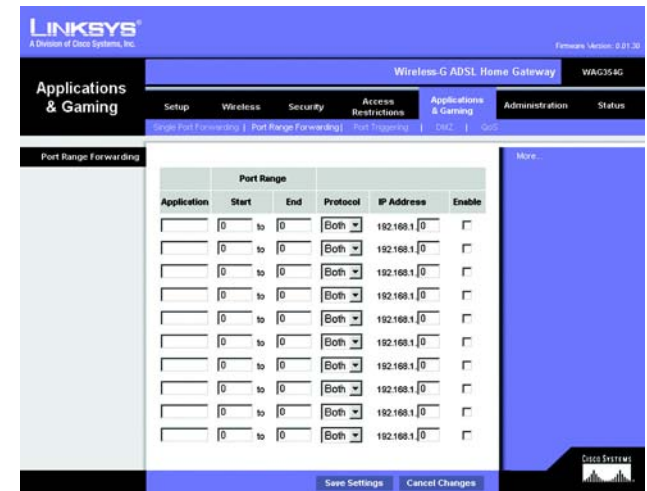 LINKSYS®
A Division of Cisco Systems, Inc.
Firmware Version: 0.01.30
Wireless-G ADSL Home Gateway WAG354G
Applications & Gaming
Setup Wireless Security Access Restrictions Applications & Gaming Administration Status
Single Port Forwarding | Port Range Forwarding | Port Triggering | DMZ | QoS
Port Range Forwarding
More...
Port Range
Application Start End Protocol IP Address Enable
0 to 0 Both 192.168.1.0
0 to 0 Both 192.168.1.0
0 to 0 Both 192.168.1.0
0 to 0 Both 192.168.1.0
0 to 0 Both 192.168.1.0
0 to 0 Both 192.168.1.0
0 to 0 Both 192.168.1.0
0 to 0 Both 192.168.1.0
0 to 0 Both 192.168.1.0
0 to 0 Both 192.168.1.0
Save Settings Cancel Changes
CISCO SYSTEMS